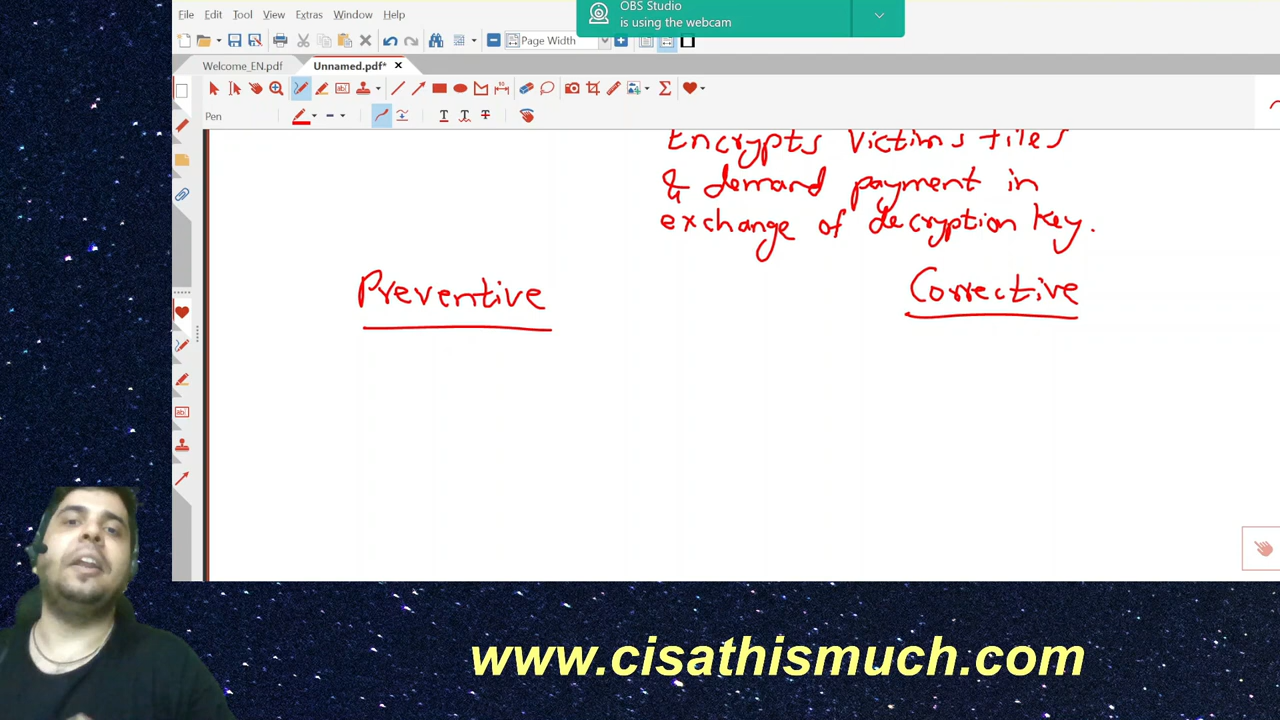 OBS Studio
is using the webcam
File Edit Tool View Extras Window Help
Page Width
Welcome_EN.pdf Unnamed.pdf*
Pen
Encrypts Victims files
& demand payment in
exchange of decryption key.
Preventive Corrective
www.cisathismuch.com